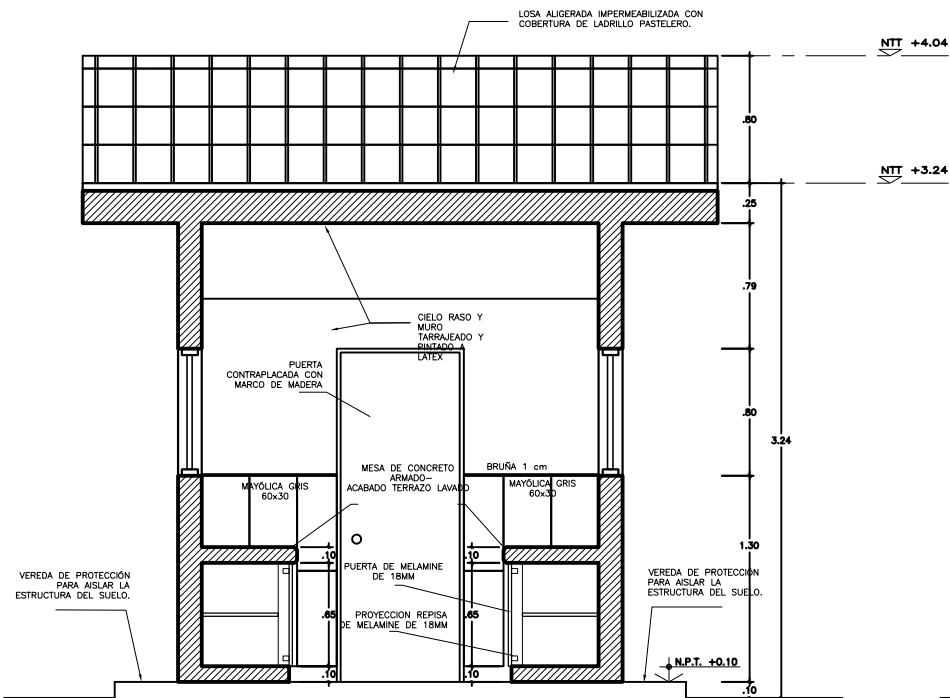 LOSA ALIGERADA IMPERMEABILIZADA CON
COBERTURA DE LADRILLO PASTELERO.
NTT +4.04
.80
NTT +3.24
.25
.79
CIELO RASO Y
MURO
TARRAJEADO Y
PINTADO A
LATEX
PUERTA
CONTRAPLACADA CON
MARCO DE MADERA
.80
3.24
MESA DE CONCRETO
ARMADO-
ACABADO TERRAZO LAVADO
BRUÑA 1 cm
MAYÓLICA GRIS
60x30
MAYÓLICA GRIS
60x30
1.30
.10
.10
PUERTA DE MELAMINE
DE 18MM
VEREDA DE PROTECCIÓN
PARA AISLAR LA
ESTRUCTURA DEL SUELO.
VEREDA DE PROTECCIÓN
PARA AISLAR LA
ESTRUCTURA DEL SUELO.
.65
.65
PROYECCION REPISA
DE MELAMINE DE 18MM
N.P.T. +0.10
.10
.10
.10